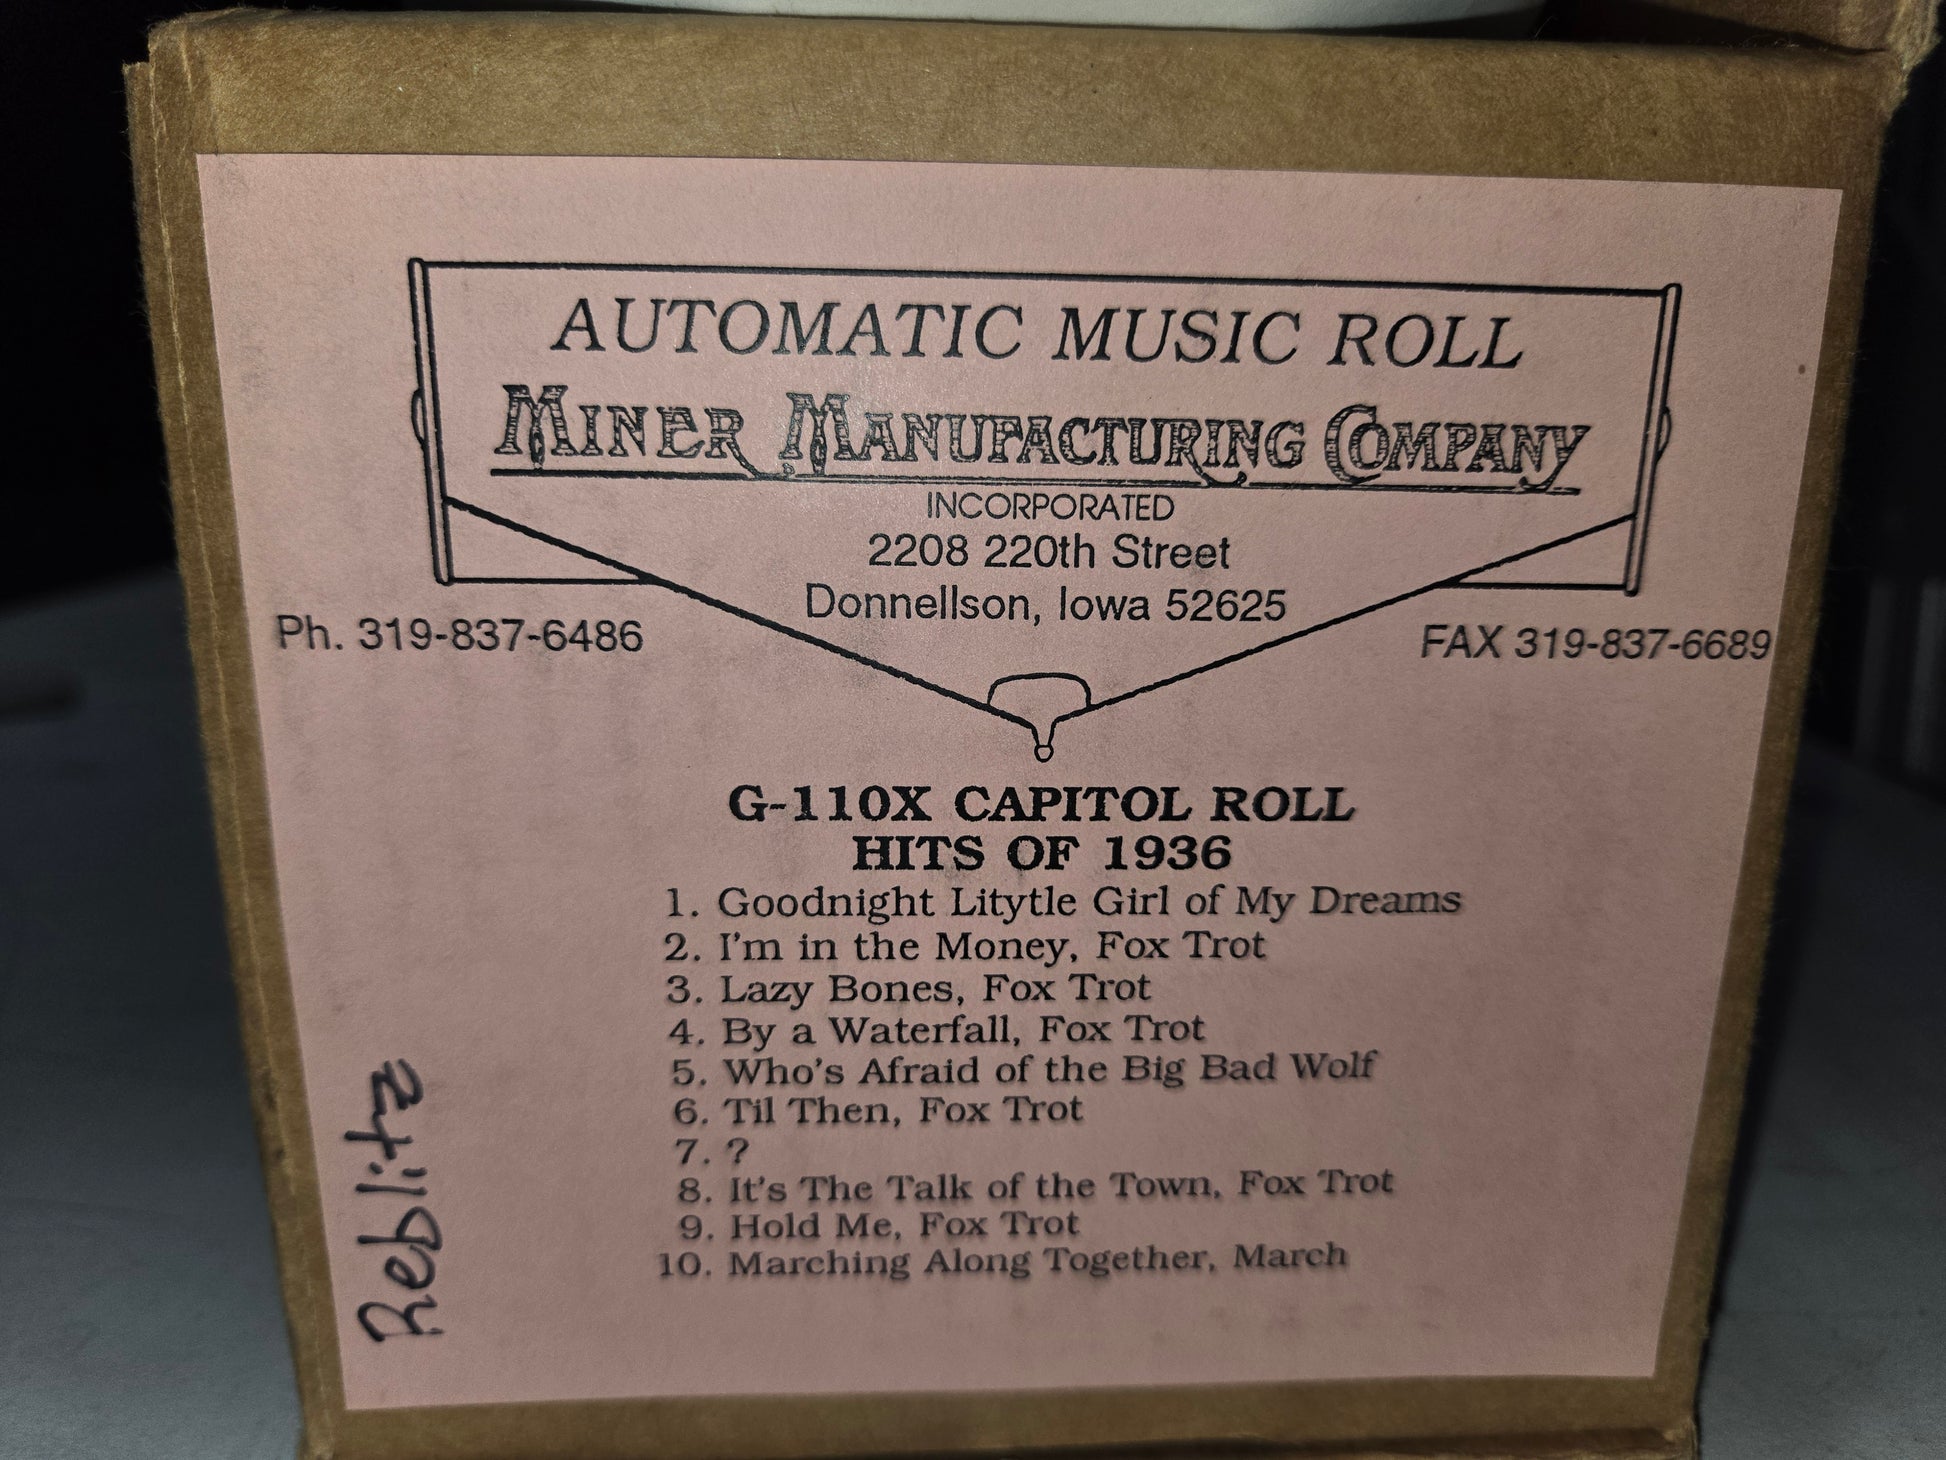 AUTOMATIC MUSIC ROLL
MINER MANUFACTURING COMPANY
INCORPORATED
2208 220th Street
Donnellson, Iowa 52625
Ph. 319-837-6486
FAX 319-837-6689
G-110X CAPITOL ROLL
HITS OF 1936
1. Goodnight Litytle Girl of My Dreams
2. I'm in the Money, Fox Trot
3. Lazy Bones, Fox Trot
4. By a Waterfall, Fox Trot
5. Who's Afraid of the Big Bad Wolf
6. Til Then, Fox Trot
7. ?
8. It's The Talk of the Town, Fox Trot
9. Hold Me, Fox Trot
10. Marching Along Together, March
Reblitz